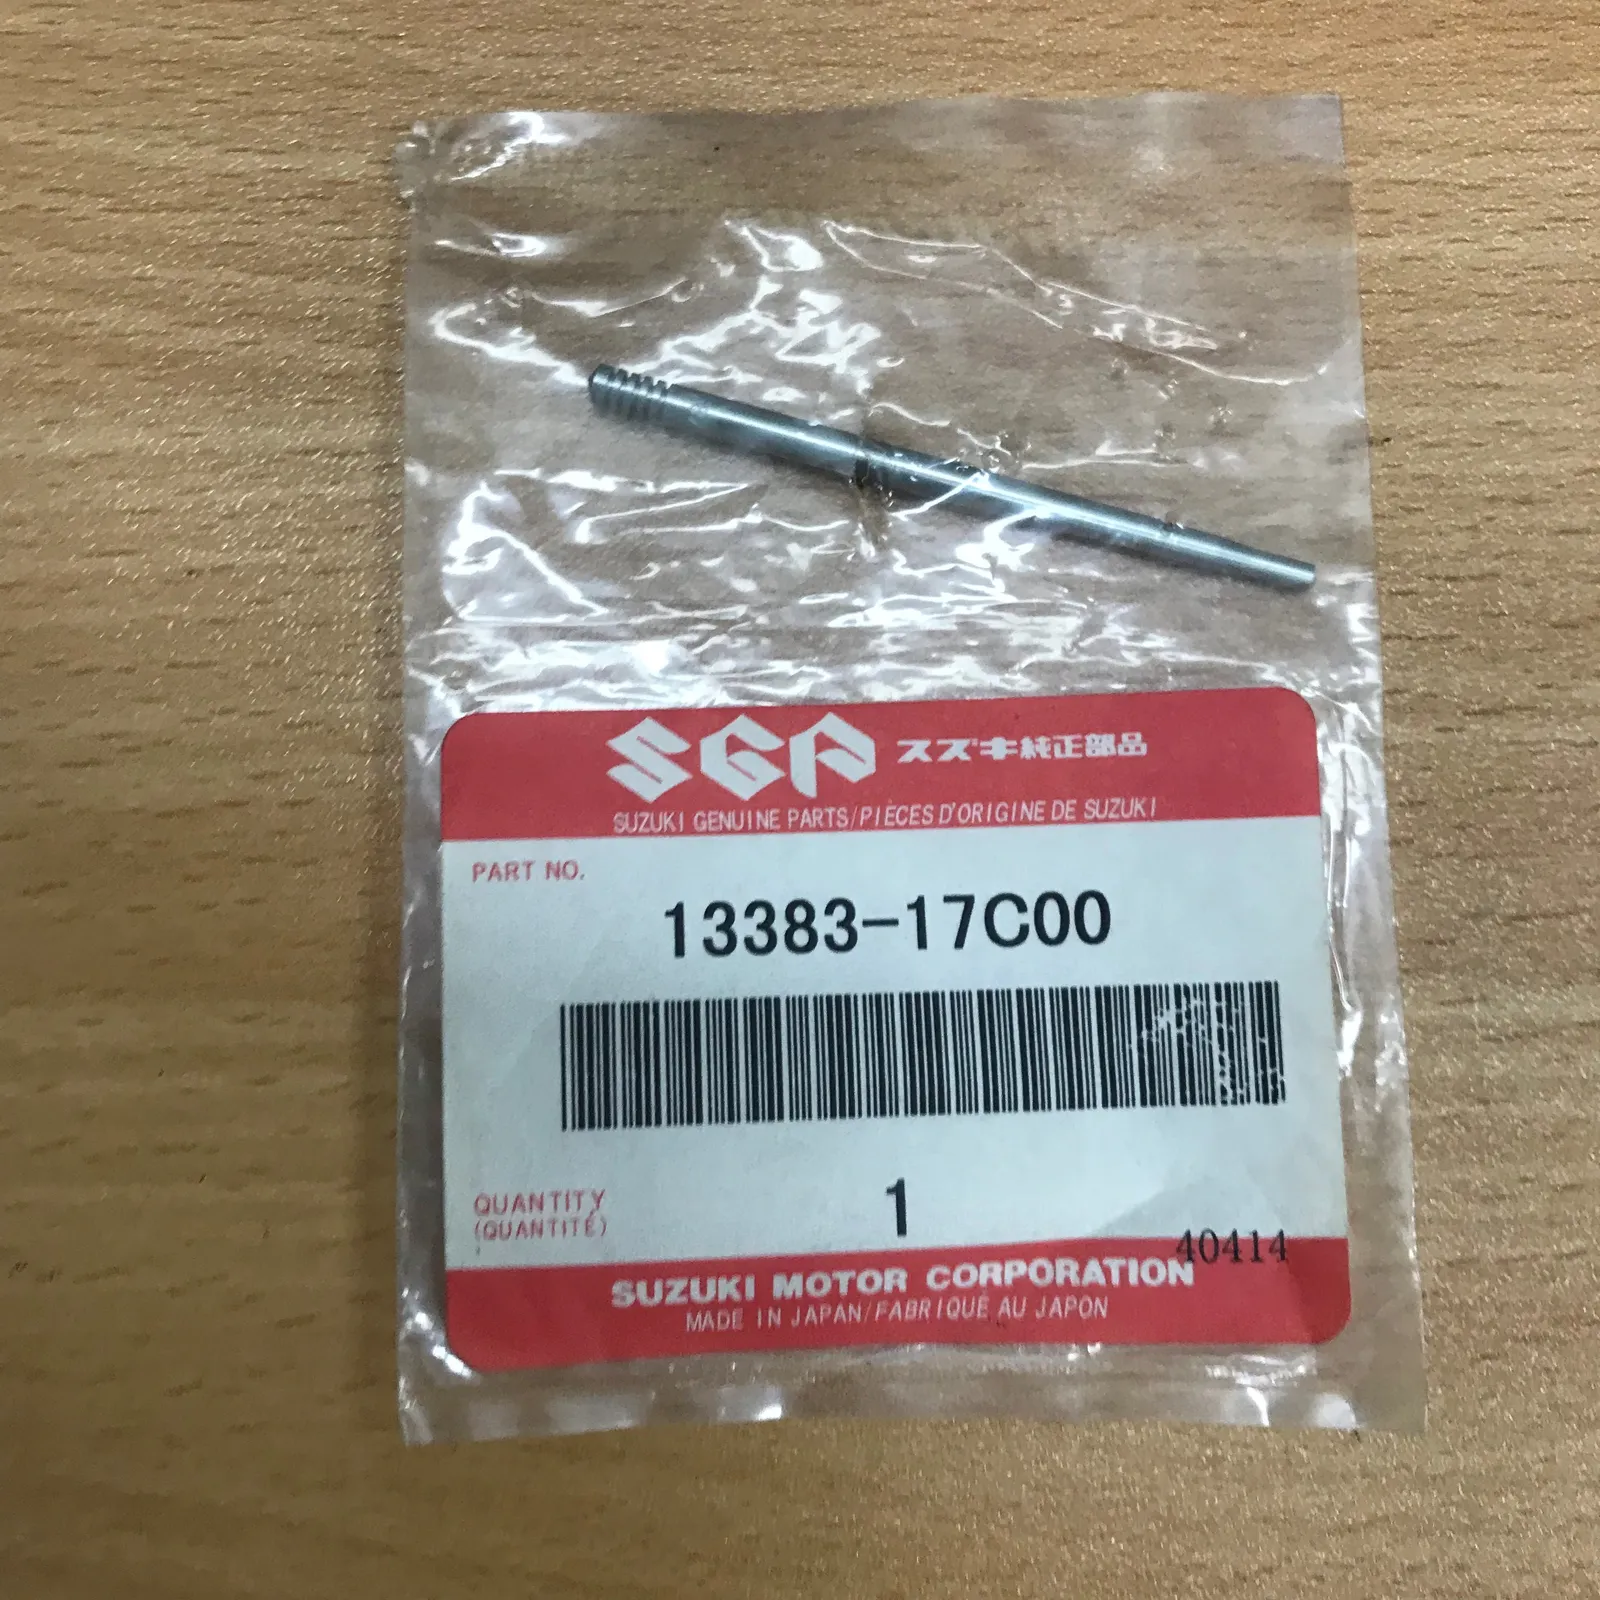 SGP スズキ純正部品
SUZUKI GENUINE PARTS/PIÈCES D'ORIGINE DE SUZUKI
PART NO.
13383-17C00
QUANTITY
(QUANTITÉ)
1
40414
SUZUKI MOTOR CORPORATION
MADE IN JAPAN/FABRIQUÉ AU JAPON